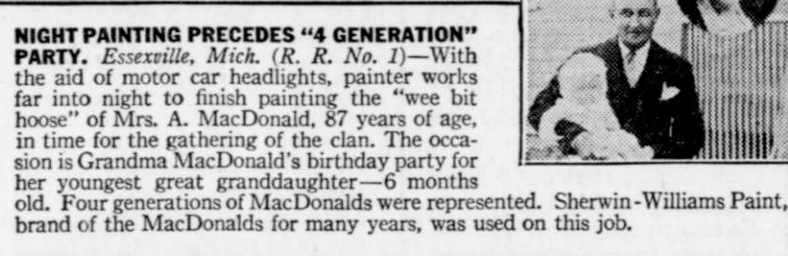 NIGHT PAINTING PRECEDES “4 GENERATION”
PARTY. Essexville, Mich. (R. R. No. 1)—With
the aid of motor car headlights, painter works
far into night to finish painting the “wee bit
hoose” of Mrs. A. MacDonald, 87 years of age,
in time for the gathering of the clan. The occa-
sion is Grandma MacDonald’s birthday party for
her youngest great granddaughter—6 months
old. Four generations of MacDonalds were represented. Sherwin-Williams Paint,
brand of the MacDonalds for many years, was used on this job.